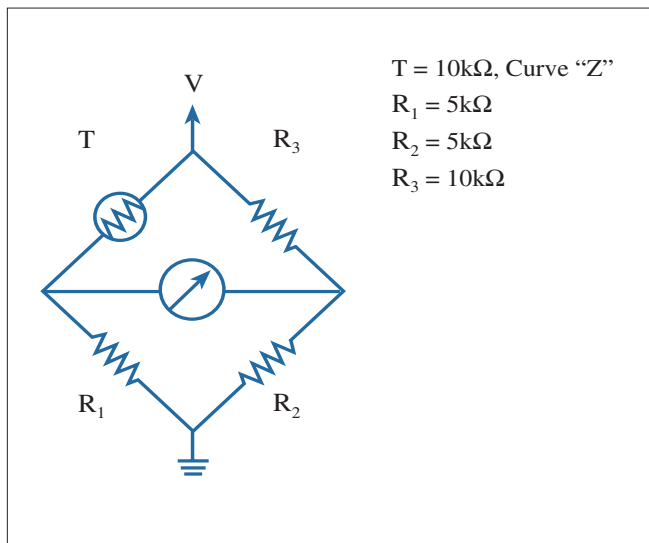 V
T
R₃
T = 10kΩ, Curve “Z”
R₁ = 5kΩ
R₂ = 5kΩ
R₃ = 10kΩ
R₁
R₂